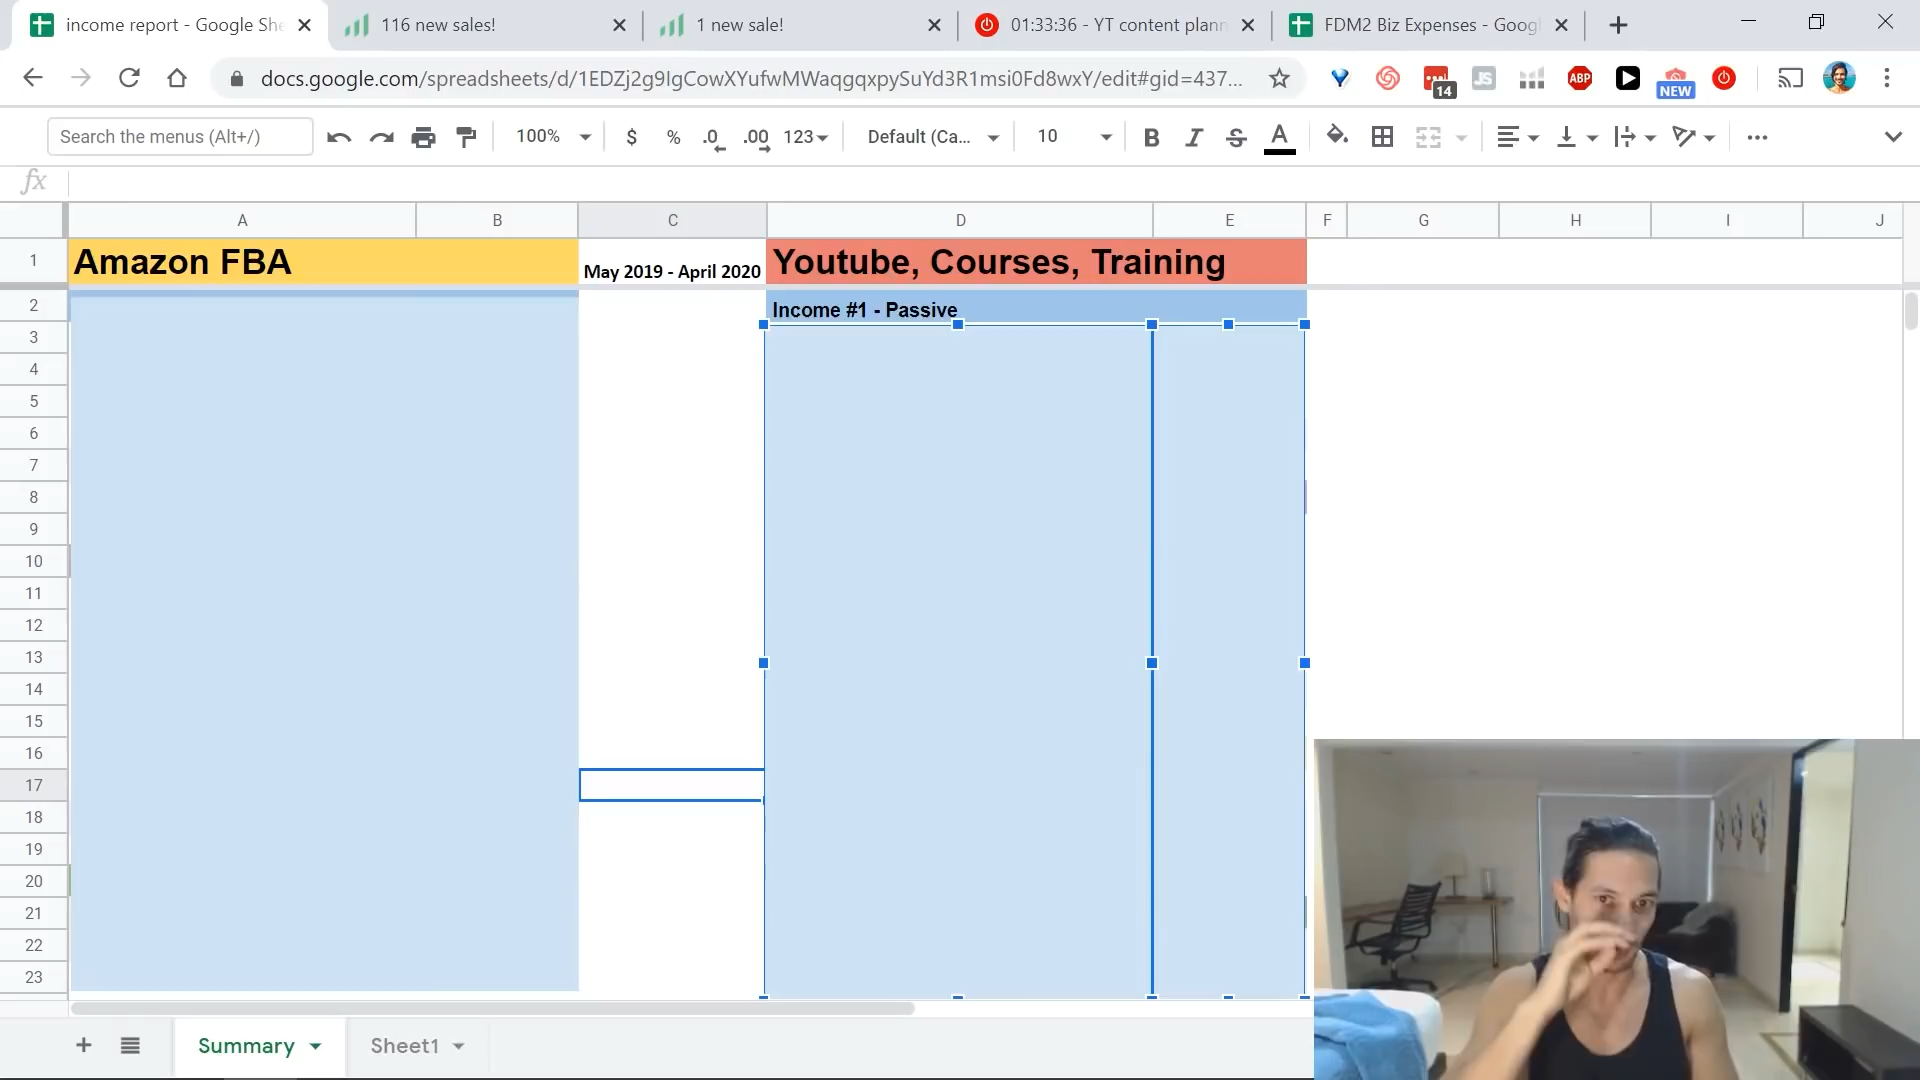 income report - Google She
116 new sales!
1 new sale!
01:33:36 - YT content plann
FDM2 Biz Expenses - Googl
docs.google.com/spreadsheets/d/1EDZj2g9IgCowXYufwMWaqgqxpySuYd3R1msi0Fd8wxY/edit#gid=437...
14
JS
ABP
NEW
Search the menus (Alt+/)
100%
$
%
.0
.00
123
Default (Ca...
10
B
I
S
A
...
fx
A
B
C
D
E
F
G
H
I
J
1
Amazon FBA
May 2019 - April 2020
Youtube, Courses, Training
2
Income #1 - Passive
3
4
5
6
7
8
9
10
11
12
13
14
15
16
17
18
19
20
21
22
23
Summary
Sheet1